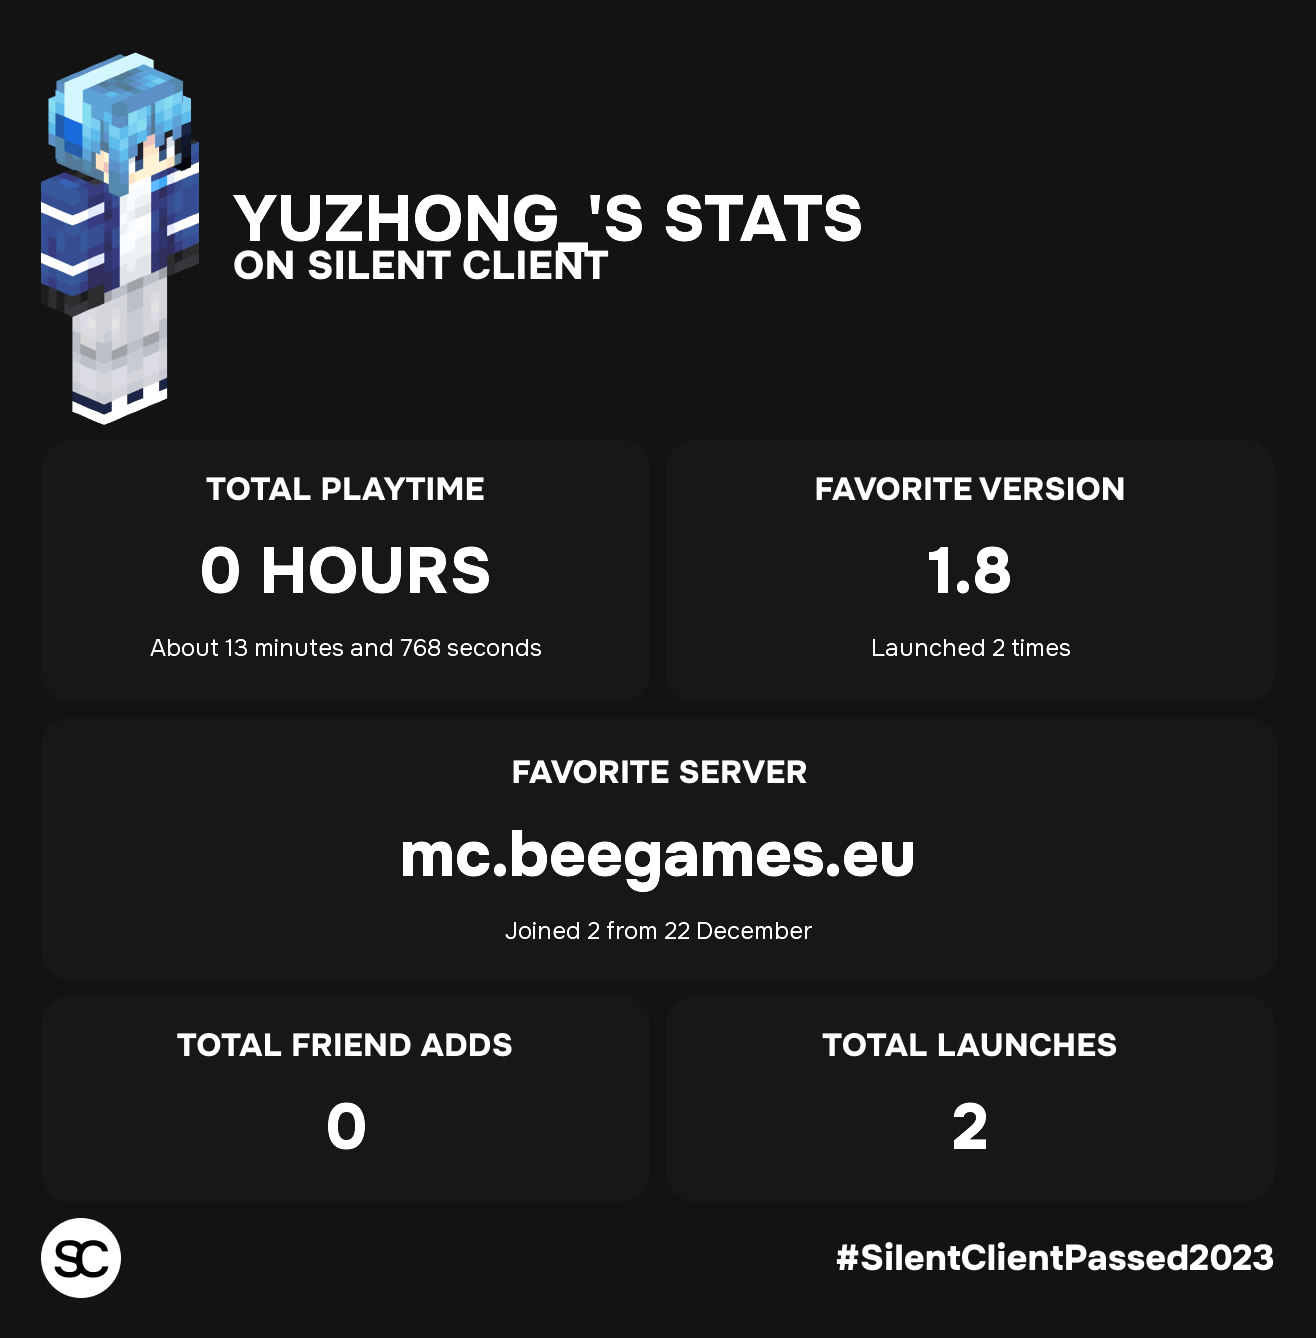 YUZHONG_'S STATS
ON SILENT CLIENT
TOTAL PLAYTIME
0 HOURS
About 13 minutes and 768 seconds
FAVORITE VERSION
1.8
Launched 2 times
FAVORITE SERVER
mc.beegames.eu
Joined 2 from 22 December
TOTAL FRIEND ADDS
0
TOTAL LAUNCHES
2
SC
#SilentClientPassed2023